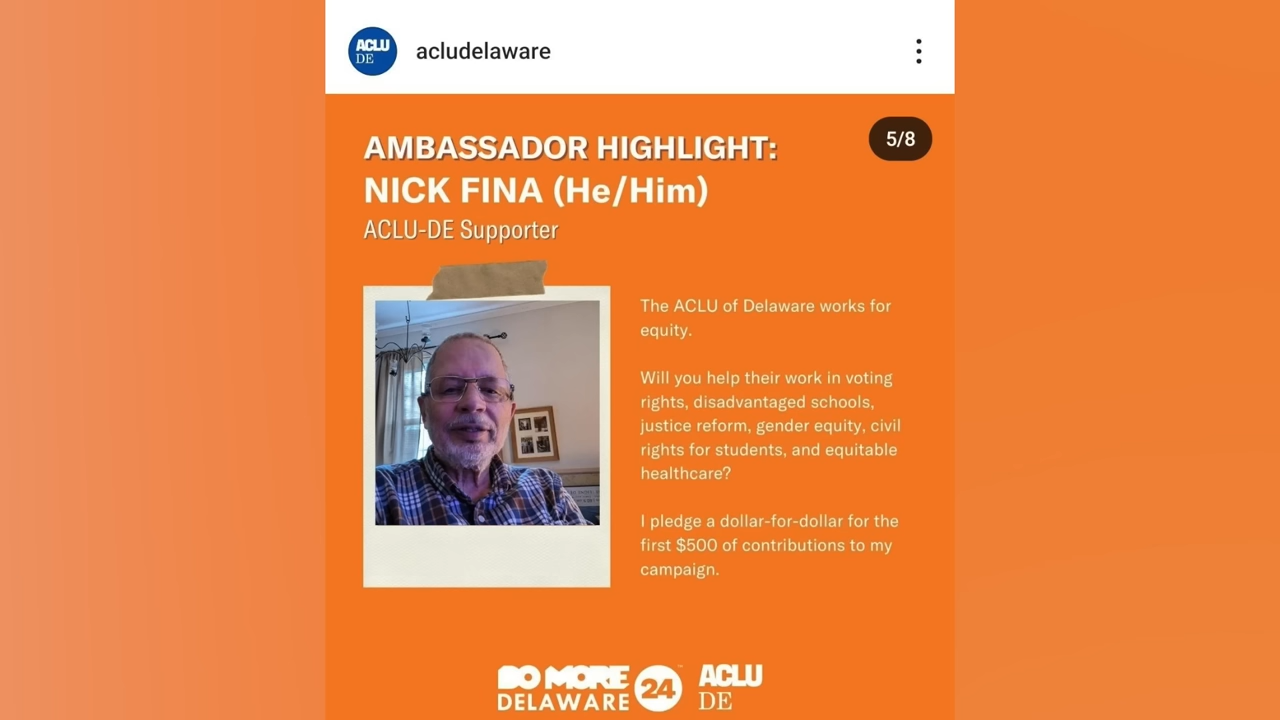 ACLU
DE
acludelaware
5/8
AMBASSADOR HIGHLIGHT:
NICK FINA (He/Him)
ACLU-DE Supporter
The ACLU of Delaware works for
equity.
Will you help their work in voting
rights, disadvantaged schools,
justice reform, gender equity, civil
rights for students, and equitable
healthcare?
I pledge a dollar-for-dollar for the
first $500 of contributions to my
campaign.
DO MORE
DELAWARE
24
ACLU
DE